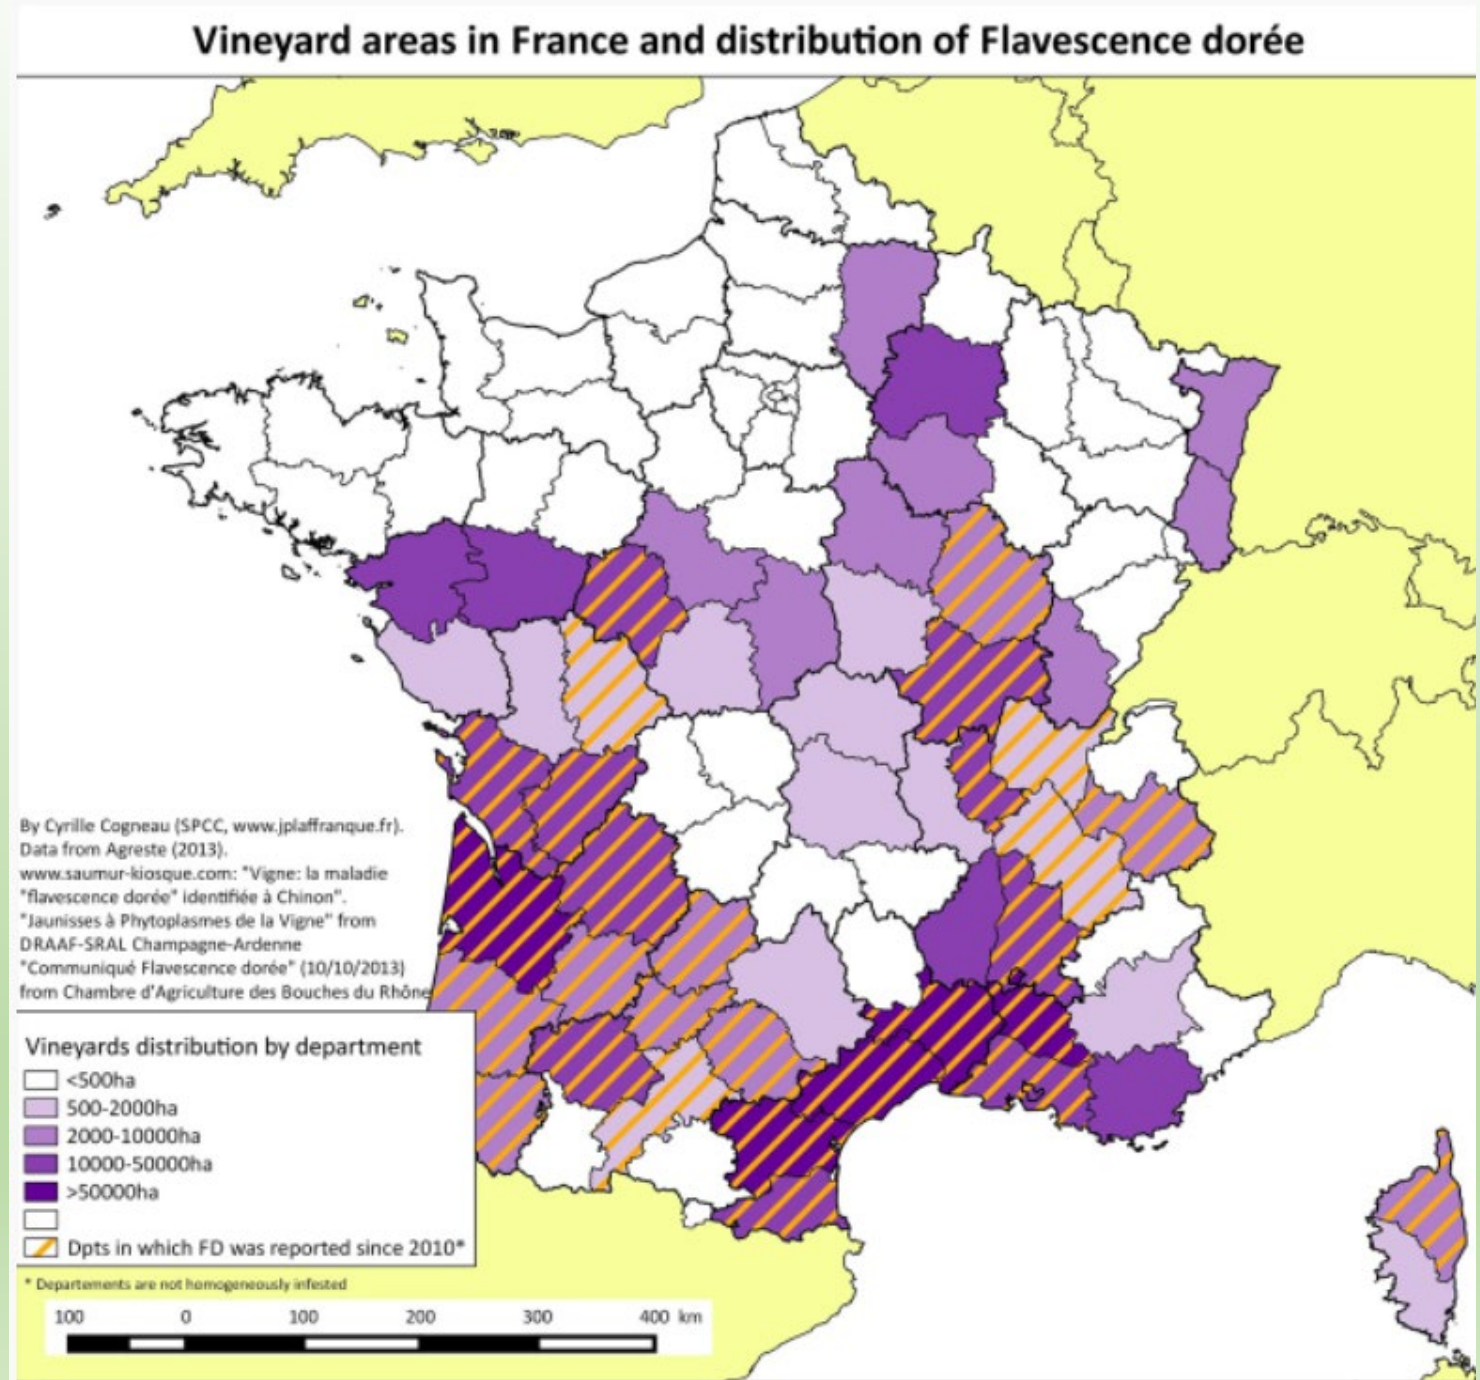 Vineyard areas in France and distribution of Flavescence dorée
By Cyrille Cogneau (SPCC, www.jplaffranque.fr).
Data from Agreste (2013).
www.saumur-kiosque.com: "Vigne: la maladie
"flavescence dorée" identifiée à Chinon".
"Jaunisses à Phytoplasmes de la Vigne" from
DRAAF-SRAL Champagne-Ardenne
"Communiqué Flavescence dorée" (10/10/2013)
from Chambre d'Agriculture des Bouches du Rhône
Vineyards distribution by department
<500ha
500-2000ha
2000-10000ha
10000-50000ha
>50000ha
Dpts in which FD was reported since 2010*
* Departements are not homogeneously infested
100 0 100 200 300 400 km